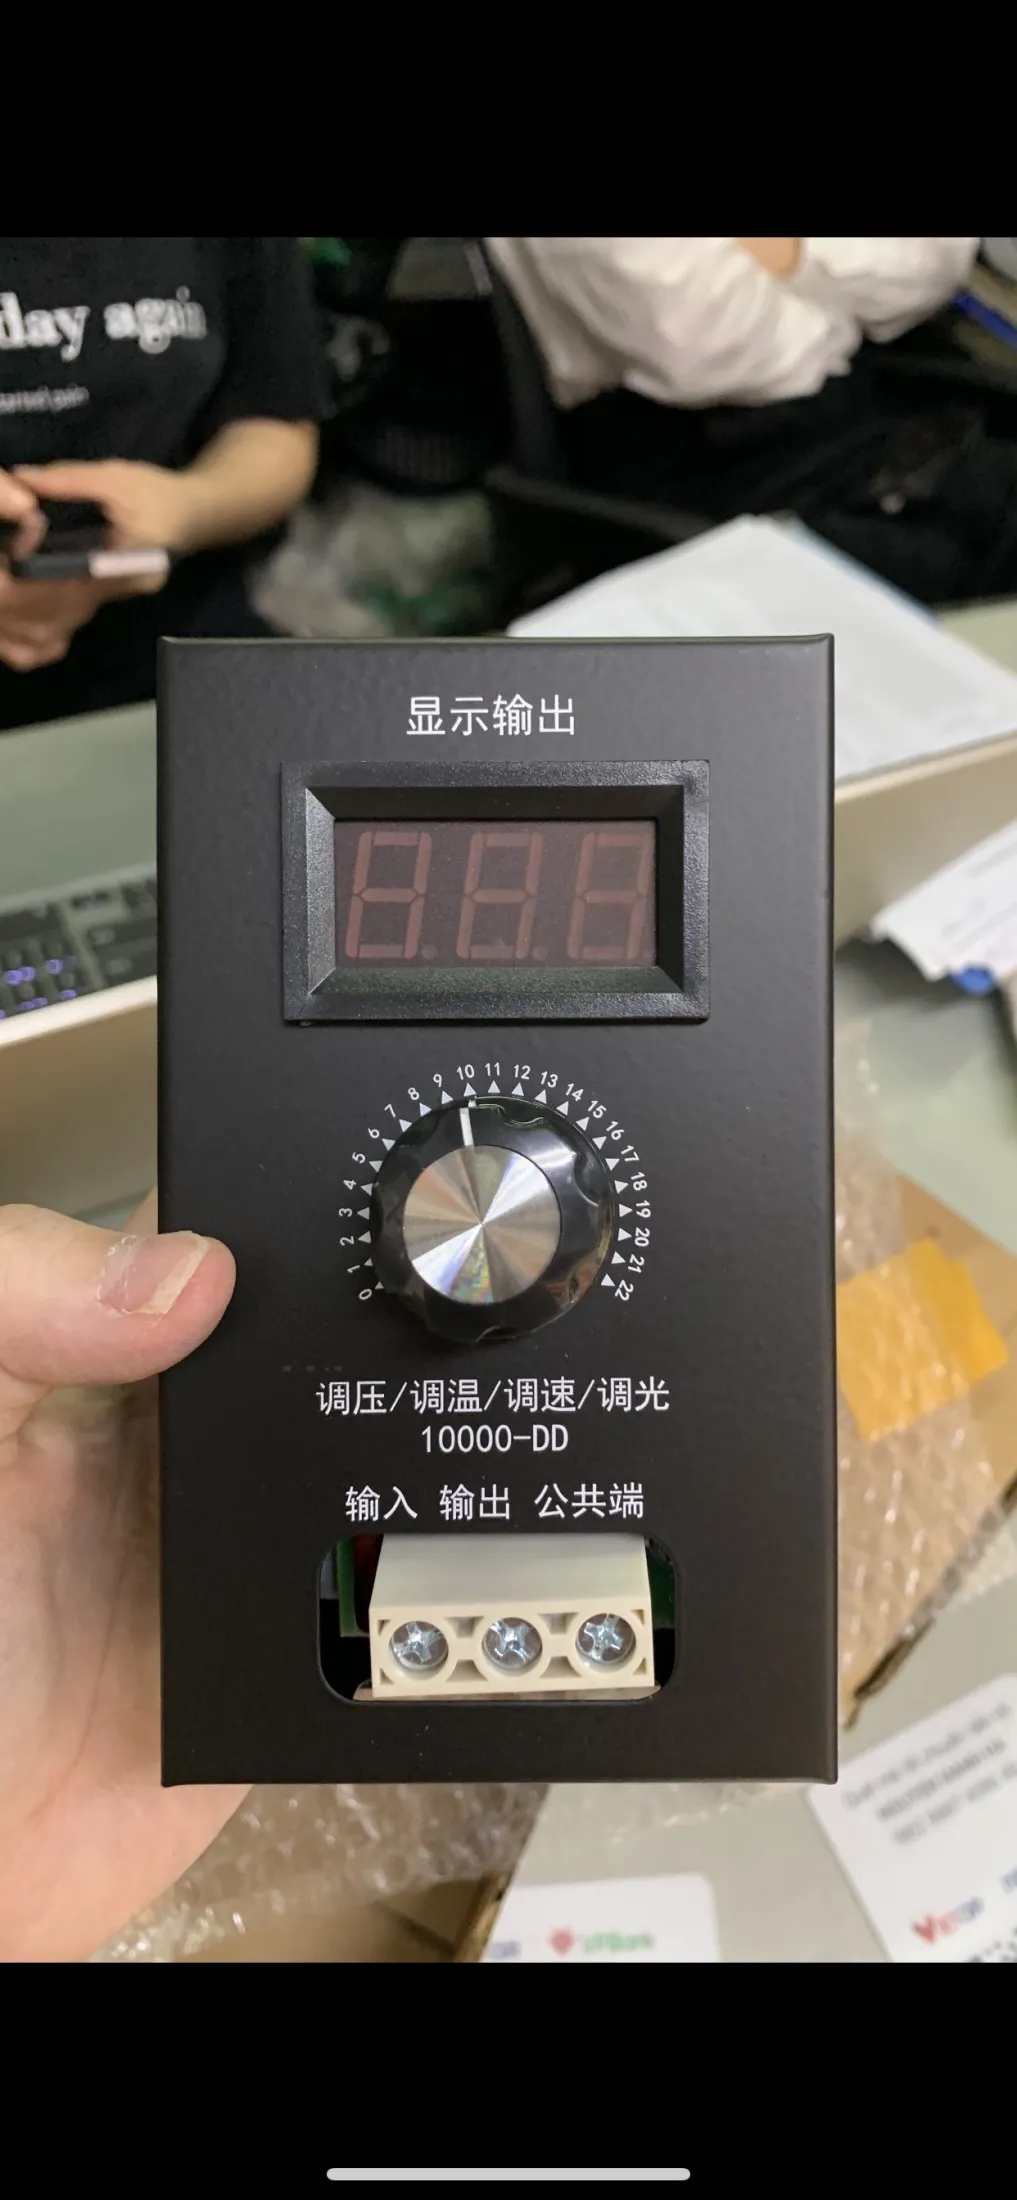 day again
显示输出
0 1 2 3 4 5 6 7 8 9 10 11 12 13 14 15 16 17 18 19 20 21 22
调压/调温/调速/调光
10000-DD
输入 输出 公共端